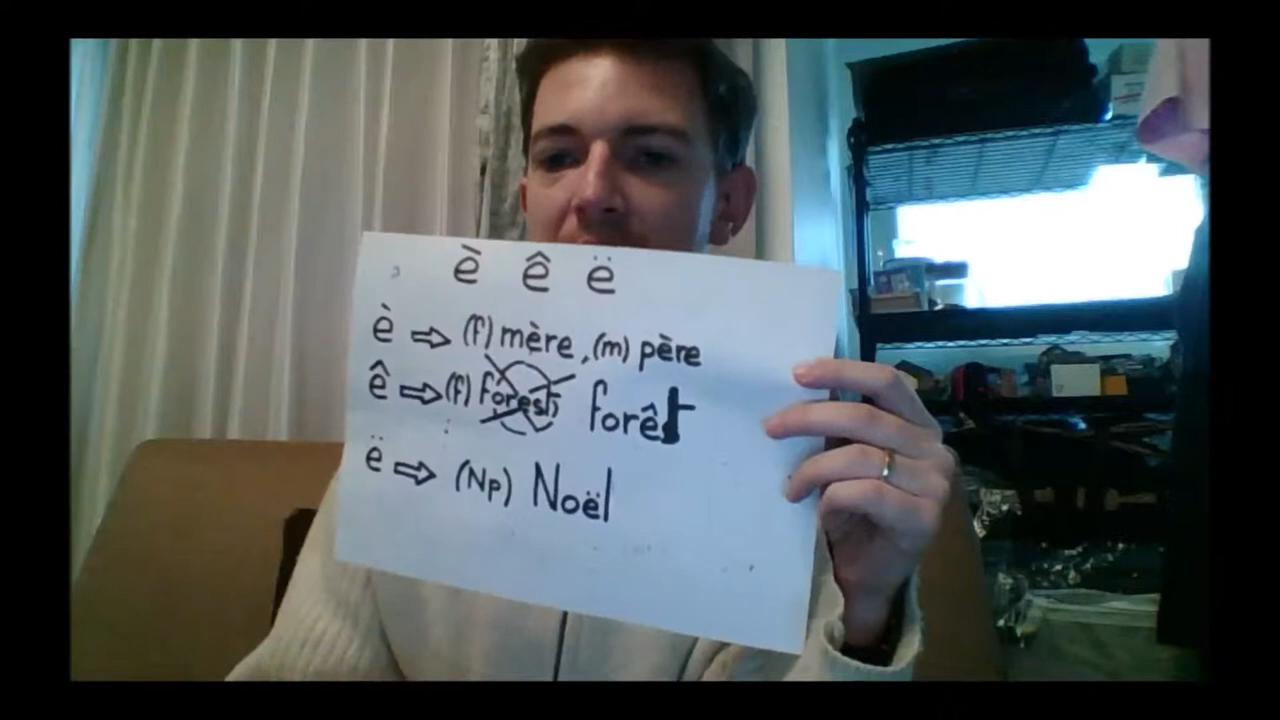 è ê ë
è ⇒ (f) mère, (m) père
ê ⇒ (f) forest forêt
ë ⇒ (Np) Noël